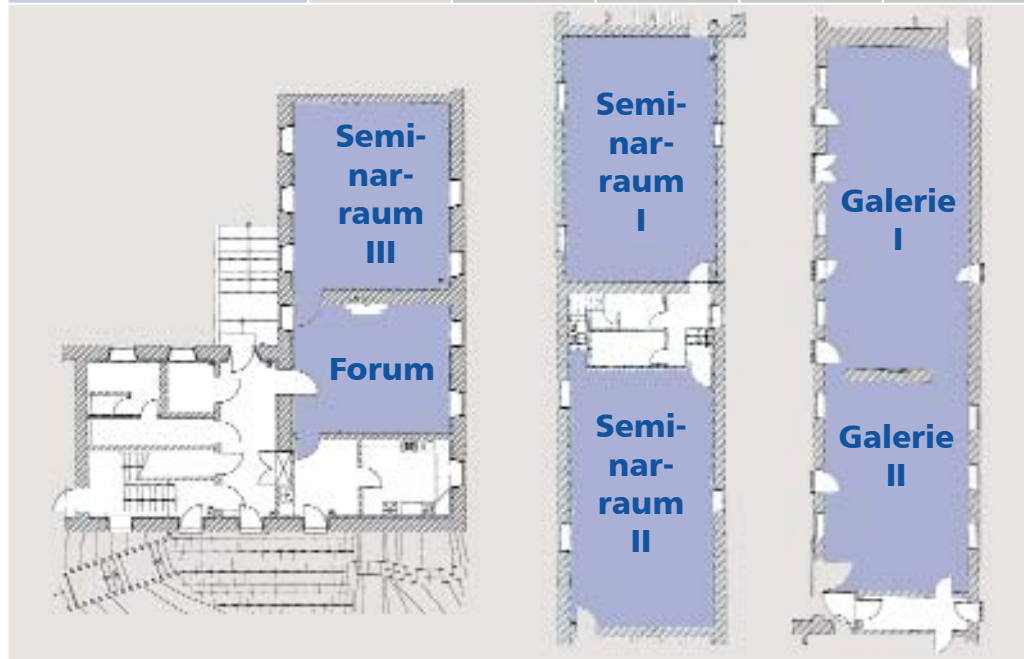 Semi-
nar-
raum
III
Forum
Semi-
nar-
raum
I
Semi-
nar-
raum
II
Galerie
I
Galerie
II